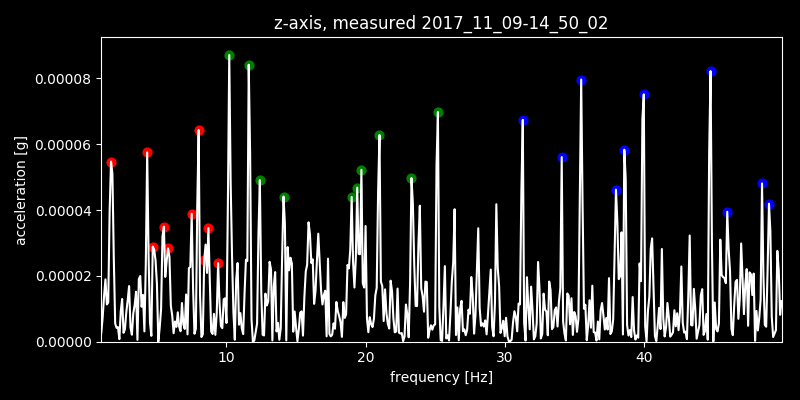 z-axis, measured 2017_11_09-14_50_02
0.00008
0.00006
0.00004
0.00002
0.00000
acceleration [g]
10 20 30 40
frequency [Hz]